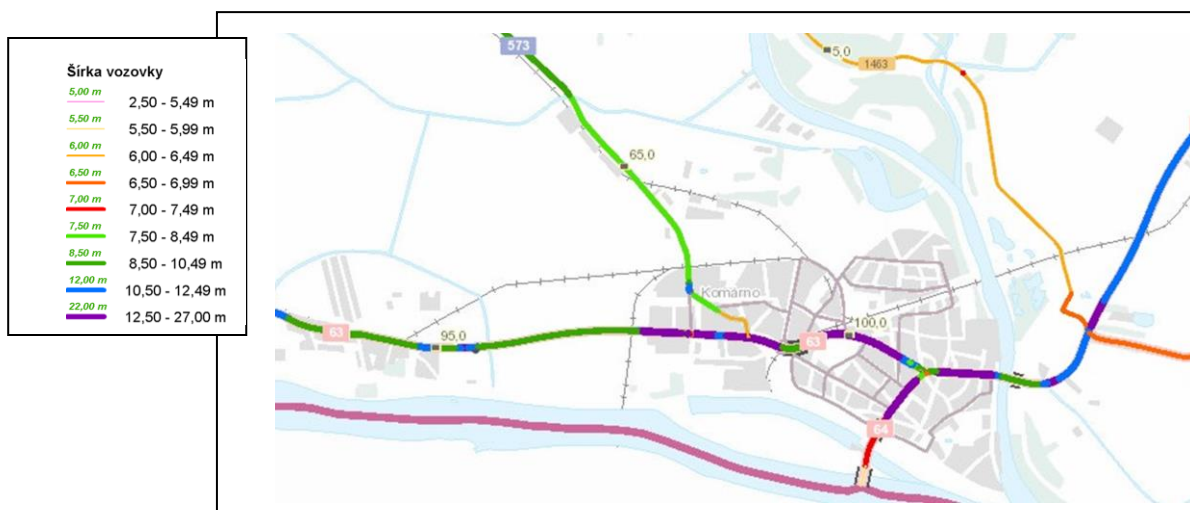 Šírka vozovky
5,00 m
2,50 - 5,49 m
5,50 m
5,50 - 5,99 m
6,00 m
6,00 - 6,49 m
6,50 m
6,50 - 6,99 m
7,00 m
7,00 - 7,49 m
7,50 m
7,50 - 8,49 m
8,50 m
8,50 - 10,49 m
12,00 m
10,50 - 12,49 m
22,00 m
12,50 - 27,00 m
573
5,0
1463
65,0
Komárno
63
95,0
63
100,0
64